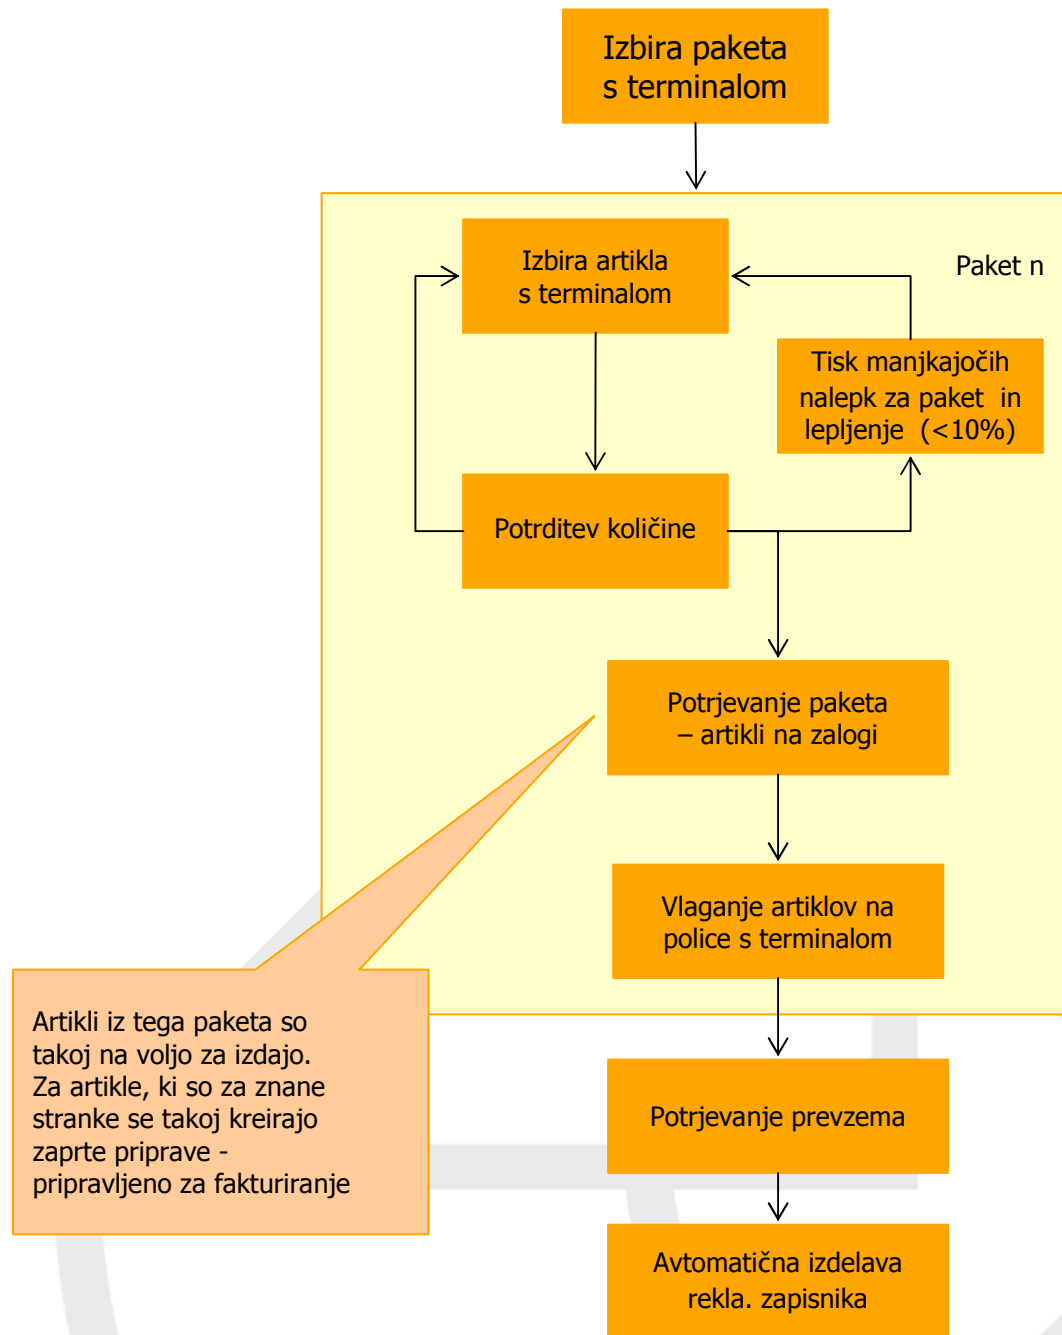 Izbira paketa
s terminalom
Izbira artikla
s terminalom
Paket n
Tisk manjkajočih
nalepk za paket in
lepljenje (<10%)
Potrditev količine
Potrjevanje paketa
– artikli na zalogi
Vlaganje artiklov na
police s terminalom
Artikli iz tega paketa so
takoj na voljo za izdajo.
Za artikle, ki so za znane
stranke se takoj kreirajo
zaprte priprave -
pripravljeno za fakturiranje
Potrjevanje prevzema
Avtomatična izdelava
rekla. zapisnika